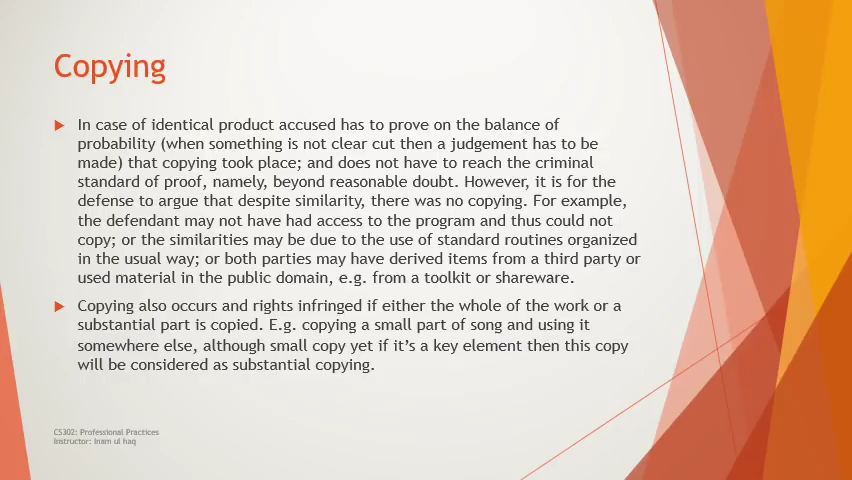 Copying
In case of identical product accused has to prove on the balance of
probability (when something is not clear cut then a judgement has to be
made) that copying took place; and does not have to reach the criminal
standard of proof, namely, beyond reasonable doubt. However, it is for the
defense to argue that despite similarity, there was no copying. For example,
the defendant may not have had access to the program and thus could not
copy; or the similarities may be due to the use of standard routines organized
in the usual way; or both parties may have derived items from a third party or
used material in the public domain, e.g. from a toolkit or shareware.
Copying also occurs and rights infringed if either the whole of the work or a
substantial part is copied. E.g. copying a small part of song and using it
somewhere else, although small copy yet if it’s a key element then this copy
will be considered as substantial copying.
CS302: Professional Practices
Instructor: Inam ul haq